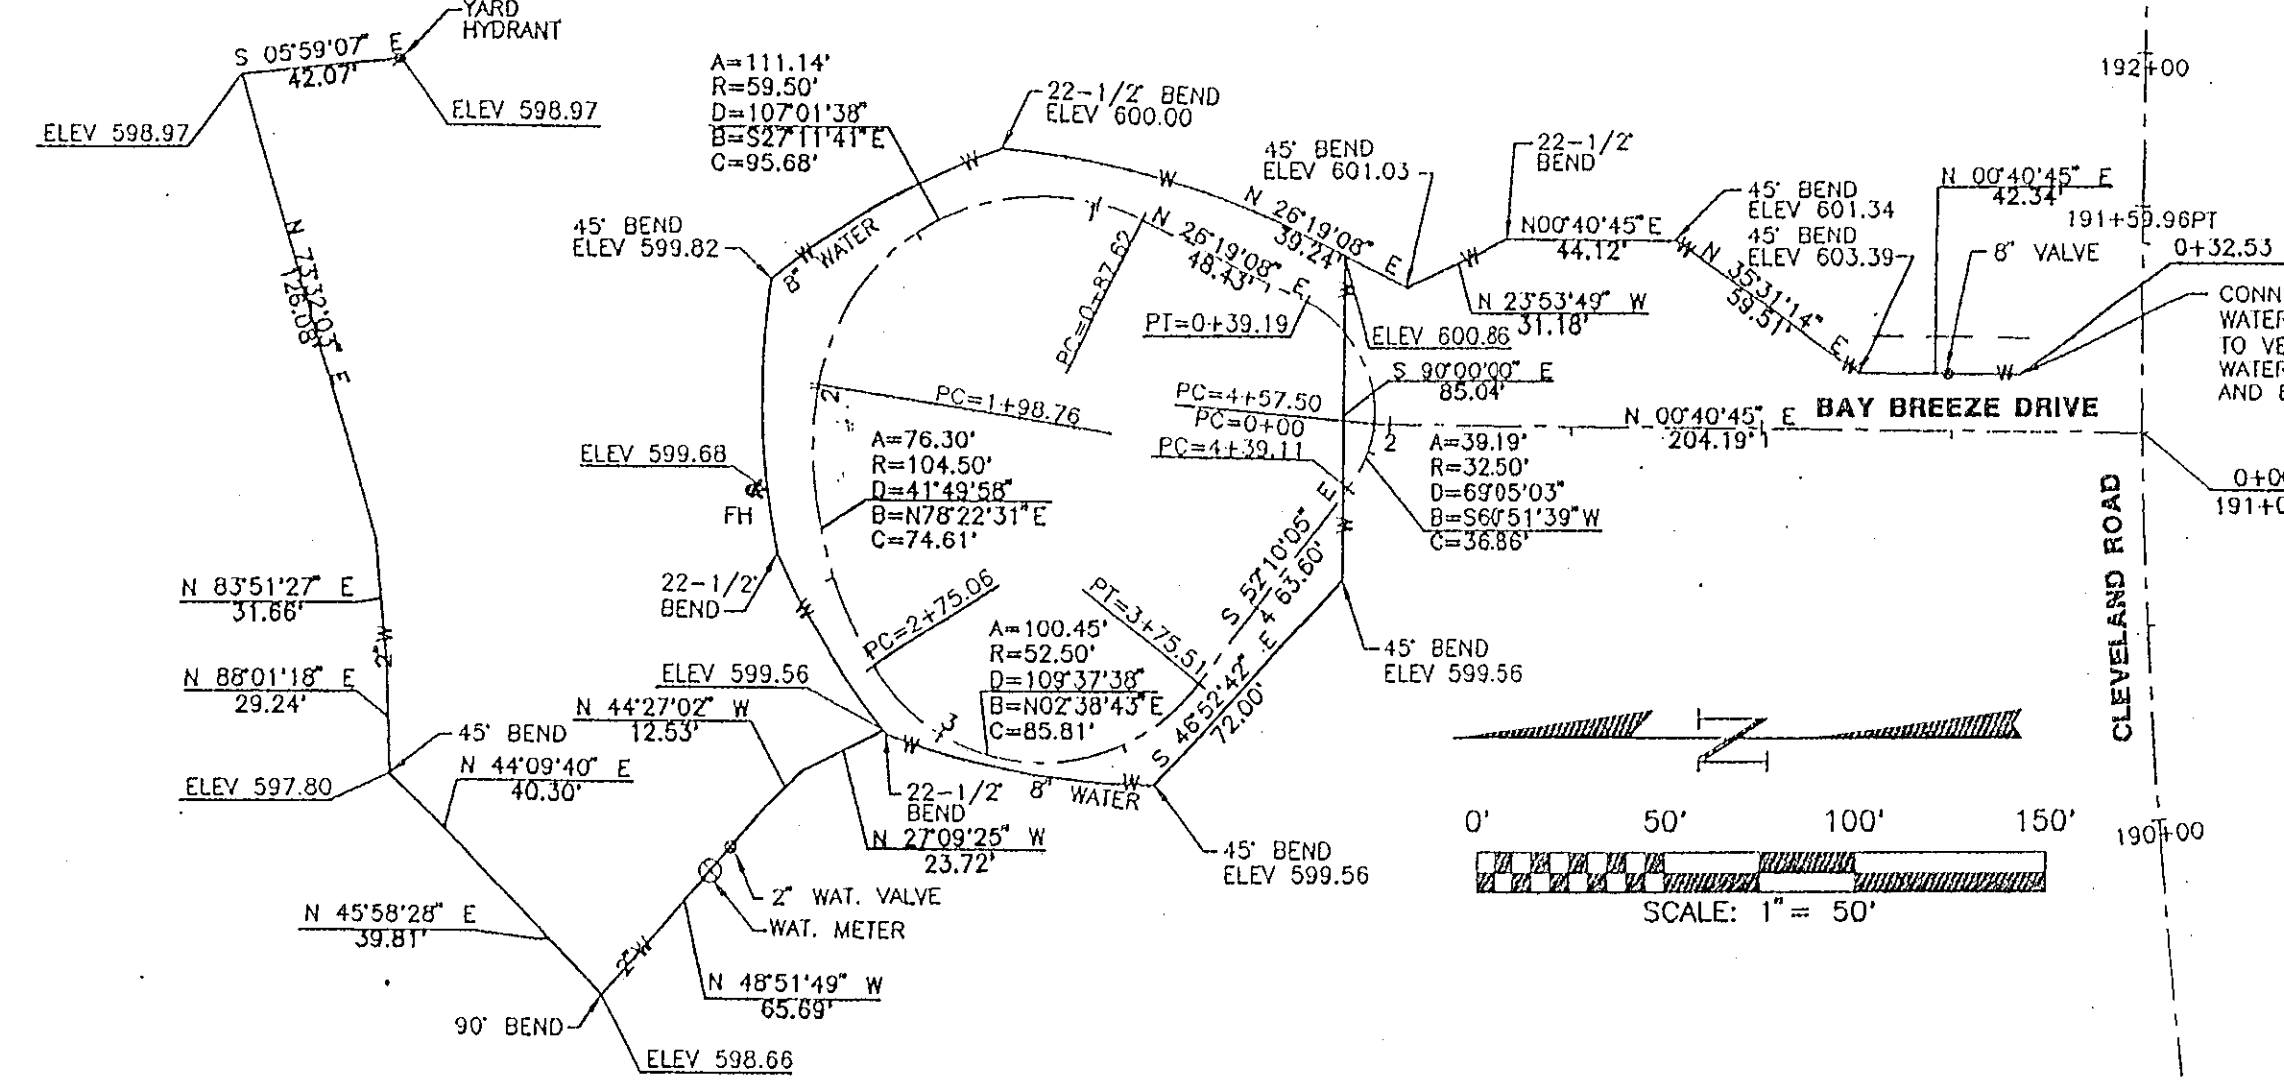 YARD
HYDRANT
S 05°59'07" E
42.07'
ELEV 598.97
ELEV 598.97
A=111.14'
R=59.50'
D=107°01'38"
B=S27°11'41"E
C=95.68'
22-1/2° BEND
ELEV 600.00
45° BEND
ELEV 601.03
22-1/2°
BEND
45° BEND
ELEV 601.34
45° BEND
ELEV 603.39
N 00°40'45" E
42.34'
192+00
191+59.96PT
8" VALVE
0+32.53
CONN
WATER
TO VE
WATER
AND
45° BEND
ELEV 599.82
8" WATER
W
W
W
N 26°19'08" E
39.24'
N 26°19'08" E
48.43'
W
N00°40'45"E
44.12'
W
N 35°31'14" E
59.51'
W
W
N 23°53'49" W
31.18'
PT=0+39.19
ELEV 600.86
PC=0+87.62
1
N 73°32'03" E
126.08'
S 90°00'00" E
85.04'
PC=1+98.76
2
PC=4+57.50
PC=0+00
PC=4+39.11
N 00°40'45" E
204.19'
1
2
BAY BREEZE DRIVE
A=76.30'
R=104.50'
D=41°49'58"
B=N78°22'31"E
C=74.61'
A=39.19'
R=32.50'
D=69°05'03"
B=S60°51'39"W
C=36.86'
ELEV 599.68
FH
W
S 52°10'05" E
63.60'
4
CLEVELAND ROAD
22-1/2°
BEND
W
PC=2+75.06
PT=3+75.51
N 83°51'27" E
31.66'
2"W
A=100.45'
R=52.50'
D=109°37'38"
B=N02°38'43"E
C=85.81'
3
S 46°52'42" E
72.00'
45° BEND
ELEV 599.56
ELEV 599.56
N 88°01'18" E
29.24'
N 44°27'02" W
12.53'
45° BEND
N 44°09'40" E
40.30'
ELEV 597.80
W
22-1/2°
BEND
8" WATER
W
N 27°09'25" W
23.72'
45° BEND
ELEV 599.56
2" WAT. VALVE
WAT. METER
N 45°58'28" E
39.81'
2"W
N 48°51'49" W
65.69'
90° BEND
ELEV 598.66
N
0' 50' 100' 150'
SCALE: 1" = 50'
190+00